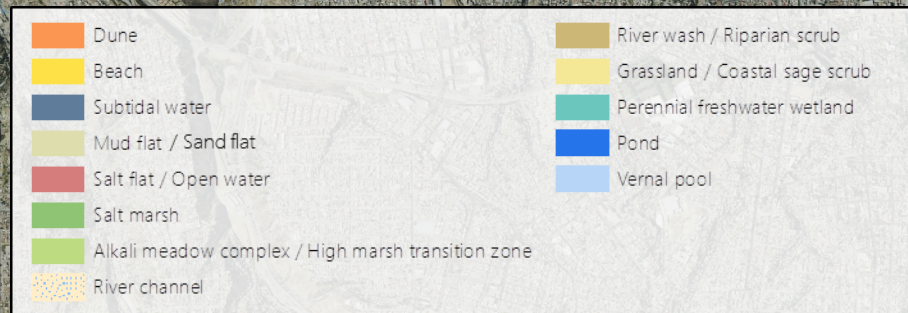 Dune
Beach
Subtidal water
Mud flat / Sand flat
Salt flat / Open water
Salt marsh
Alkali meadow complex / High marsh transition zone
River channel
River wash / Riparian scrub
Grassland / Coastal sage scrub
Perennial freshwater wetland
Pond
Vernal pool